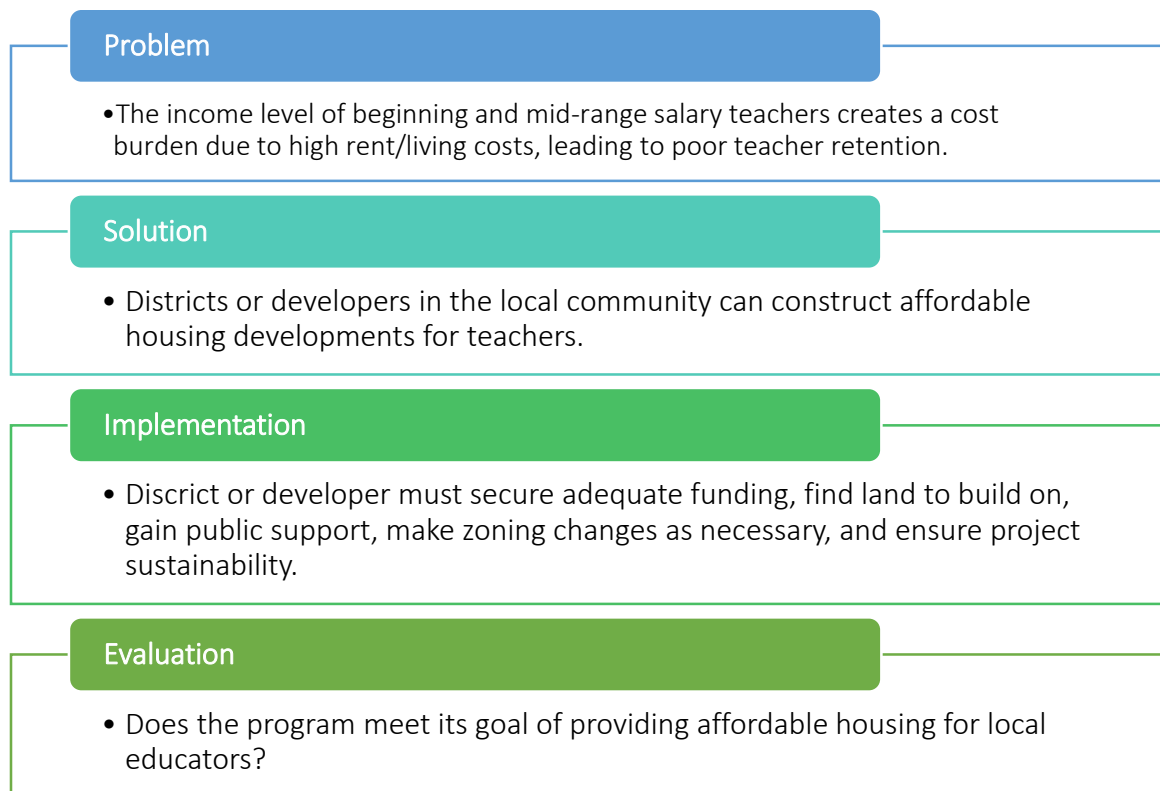 Problem
•The income level of beginning and mid-range salary teachers creates a cost
burden due to high rent/living costs, leading to poor teacher retention.
Solution
• Districts or developers in the local community can construct affordable
housing developments for teachers.
Implementation
• Discrict or developer must secure adequate funding, find land to build on,
gain public support, make zoning changes as necessary, and ensure project
sustainability.
Evaluation
• Does the program meet its goal of providing affordable housing for local
educators?